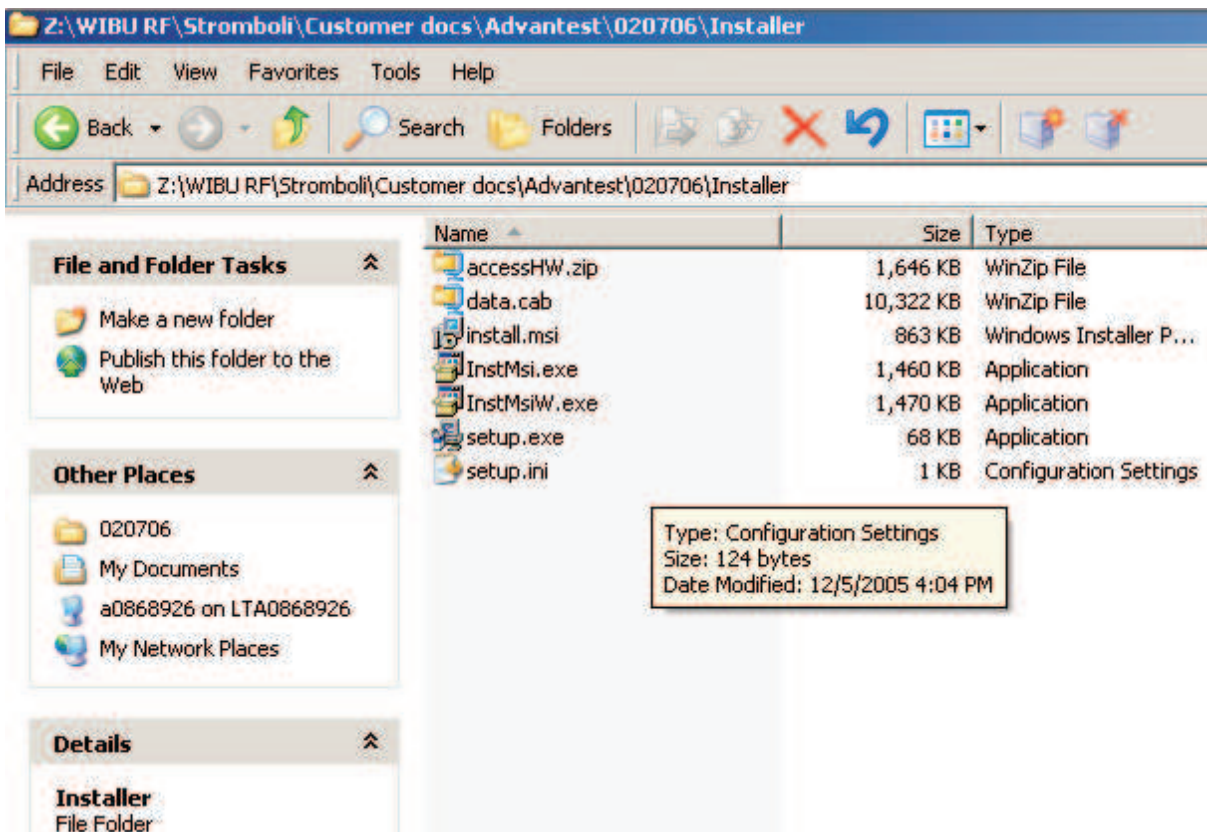 Z:\WIBU RF\Stromboli\Customer docs\Advantest\020706\Installer
File Edit View Favorites Tools Help
Back Search Folders
Address Z:\WIBU RF\Stromboli\Customer docs\Advantest\020706\Installer
File and Folder Tasks
Make a new folder
Publish this folder to the
Web
Other Places
020706
My Documents
a0868926 on LTA0868926
My Network Places
Details
Installer
File Folder
Name Size Type
accessHW.zip 1,646 KB WinZip File
data.cab 10,322 KB WinZip File
install.msi 863 KB Windows Installer P...
InstMsi.exe 1,460 KB Application
InstMsiW.exe 1,470 KB Application
setup.exe 68 KB Application
setup.ini 1 KB Configuration Settings
Type: Configuration Settings
Size: 124 bytes
Date Modified: 12/5/2005 4:04 PM